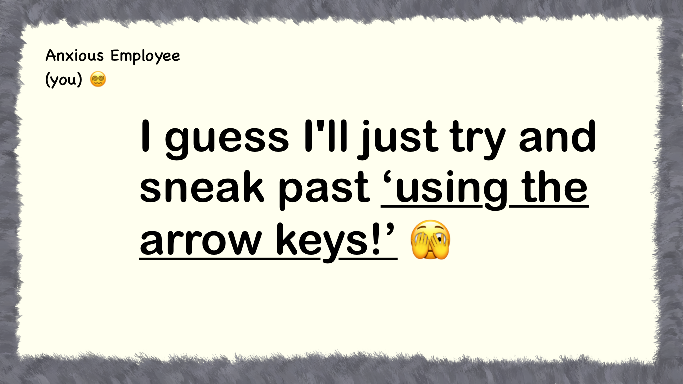 Anxious Employee
(you) 😵‍💫
I guess I'll just try and
sneak past ‘using the
arrow keys!’ 🫣